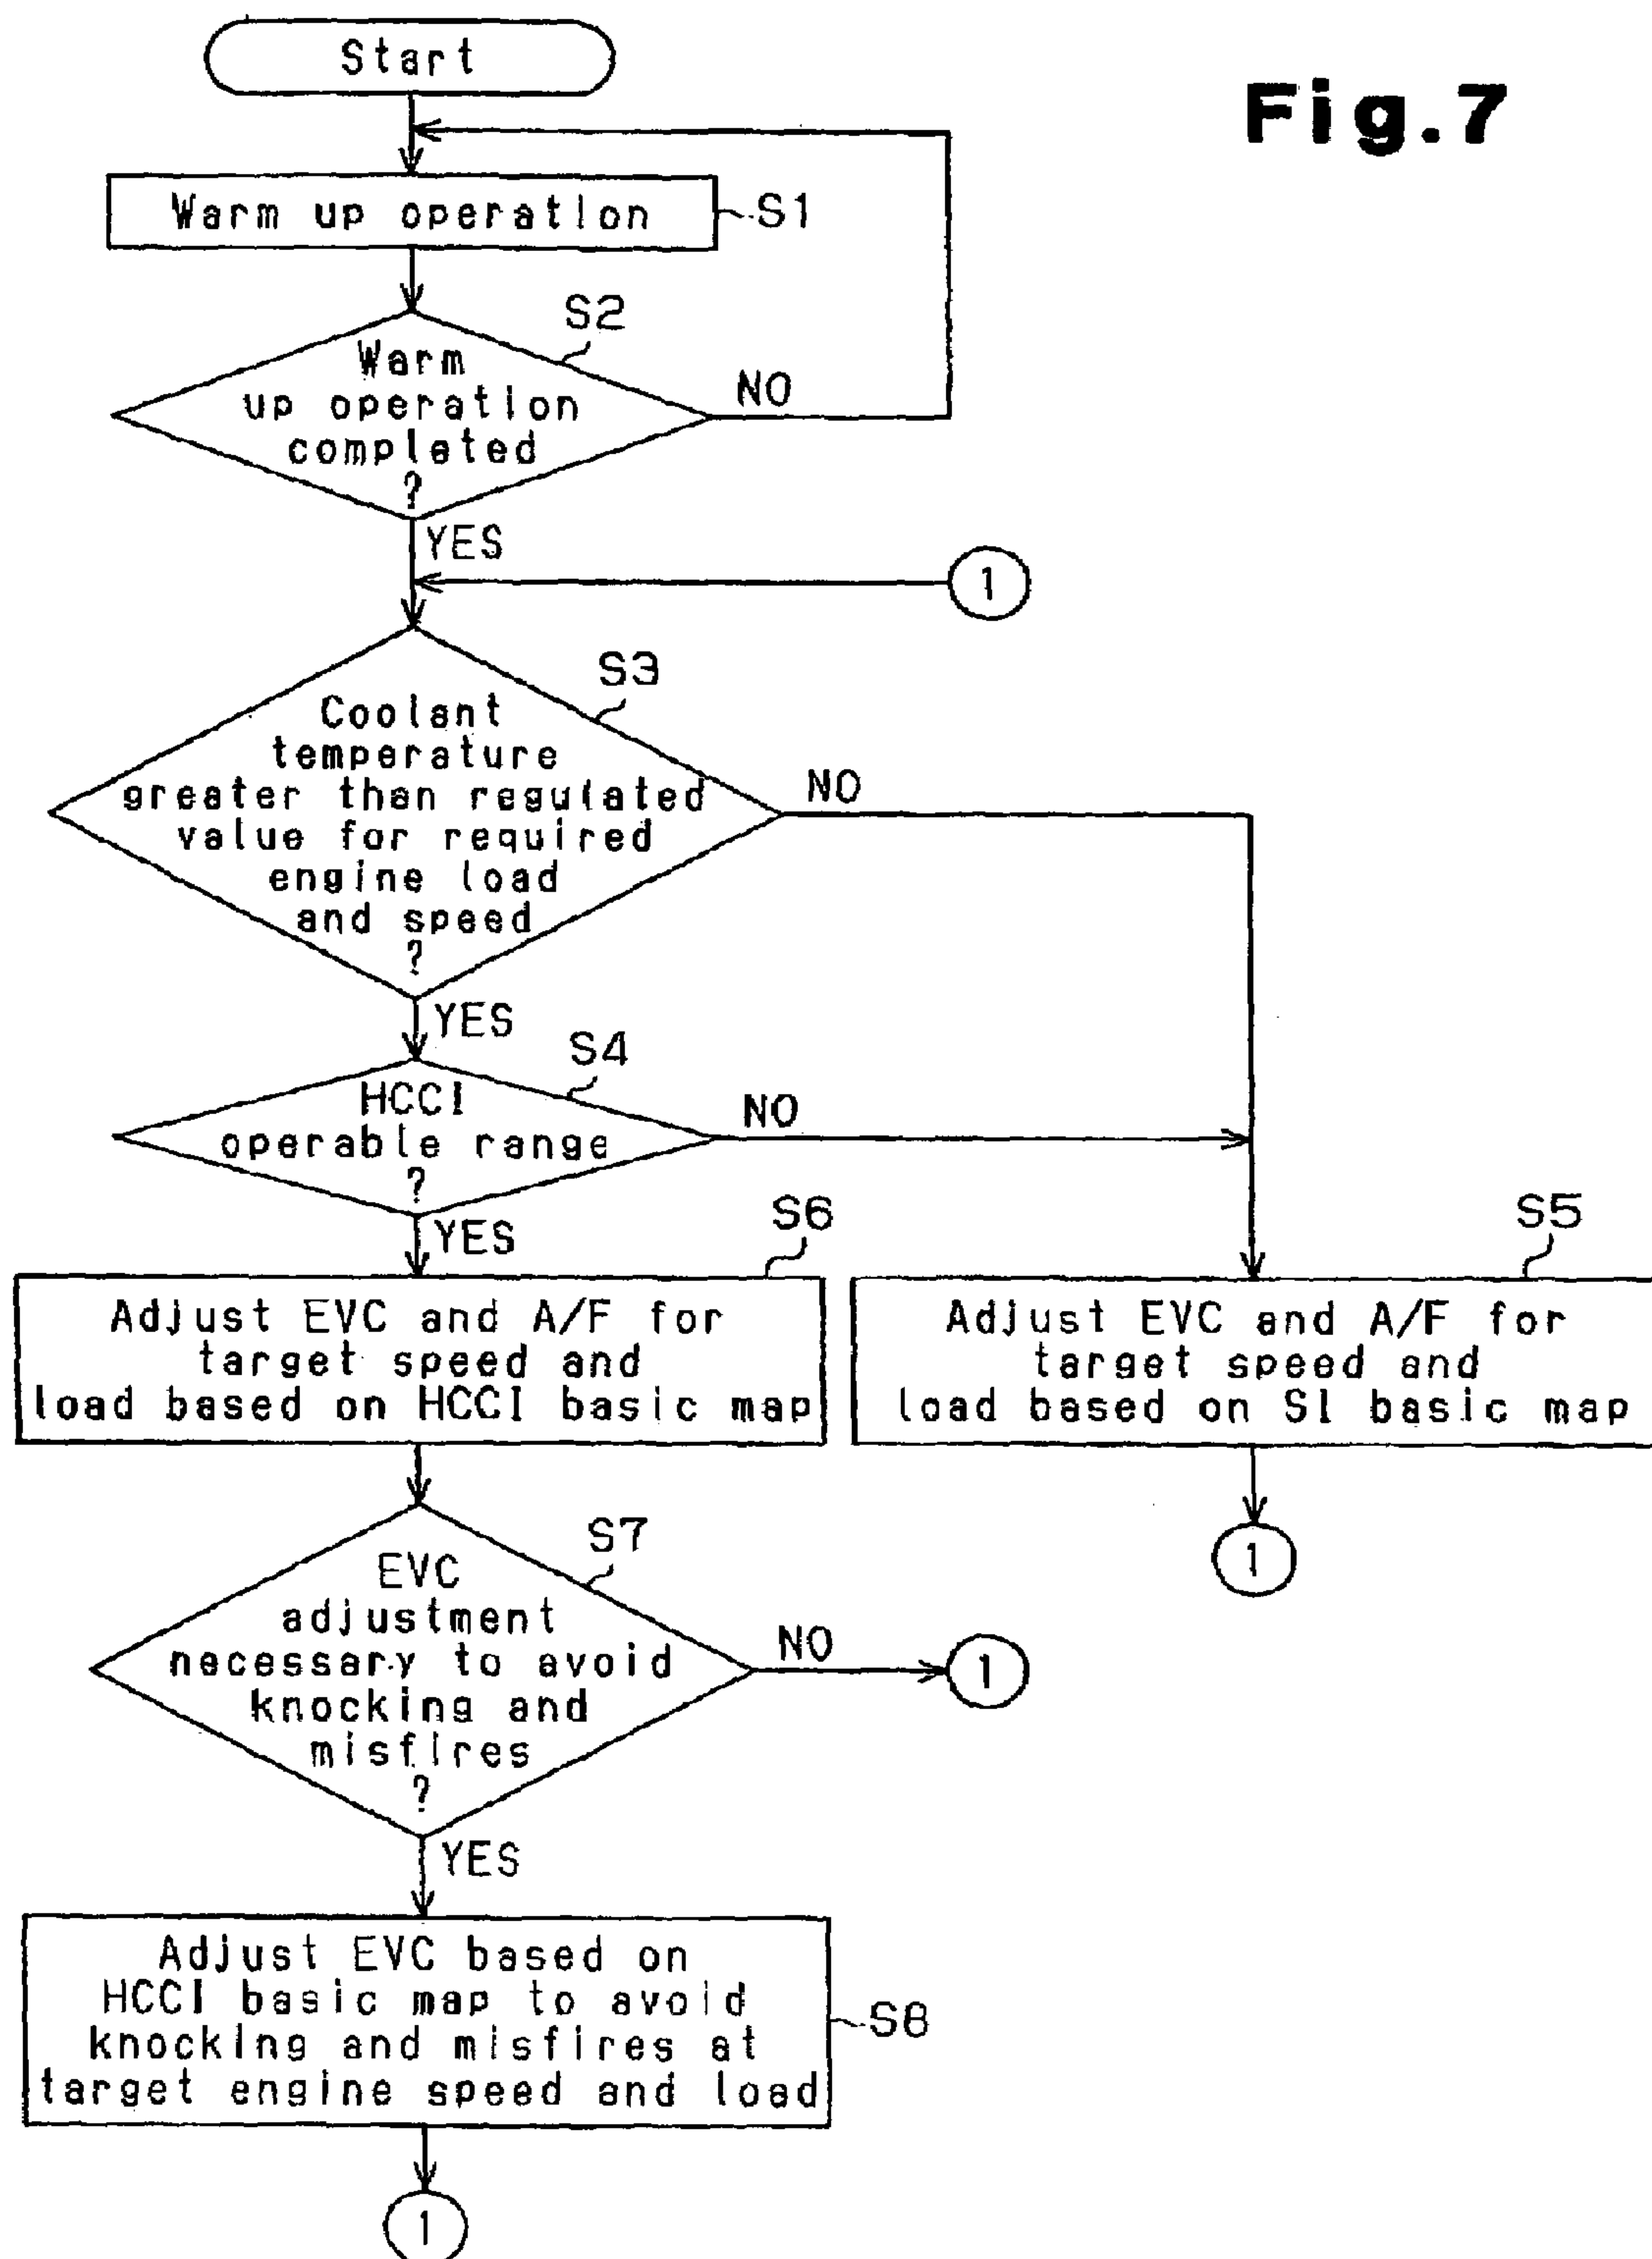 Start
Fig.7
Warm up operation
S1
S2
Warm
up operation
completed
?
NO
YES
1
S3
Coolant
temperature
greater than regulated
value for required
engine load
and speed
?
NO
YES
S4
HCCI
operable range
?
NO
YES
S6
Adjust EVC and A/F for
target speed and
load based on HCCI basic map
S5
Adjust EVC and A/F for
target speed and
load based on SI basic map
1
S7
EVC
adjustment
necessary to avoid
knocking and
misfires
?
NO
1
YES
Adjust EVC based on
HCCI basic map to avoid
knocking and misfires at
target engine speed and load
S8
1